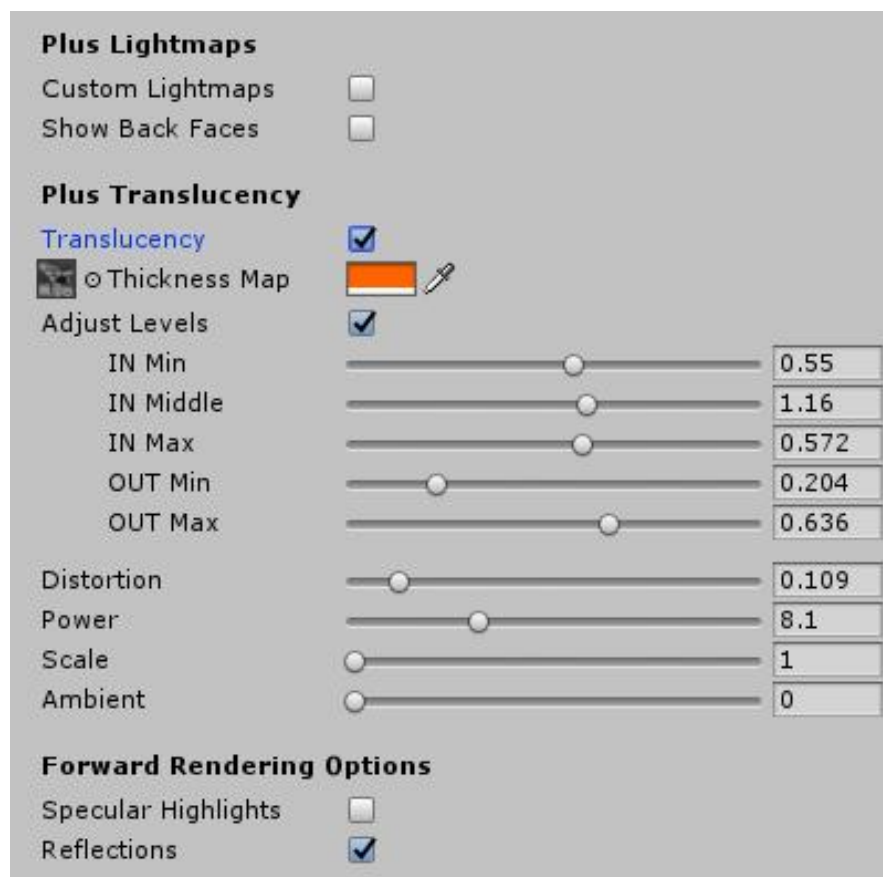 Plus Lightmaps
Custom Lightmaps
Show Back Faces
Plus Translucency
Translucency
Thickness Map
Adjust Levels
IN Min 0.55
IN Middle 1.16
IN Max 0.572
OUT Min 0.204
OUT Max 0.636
Distortion 0.109
Power 8.1
Scale 1
Ambient 0
Forward Rendering Options
Specular Highlights
Reflections